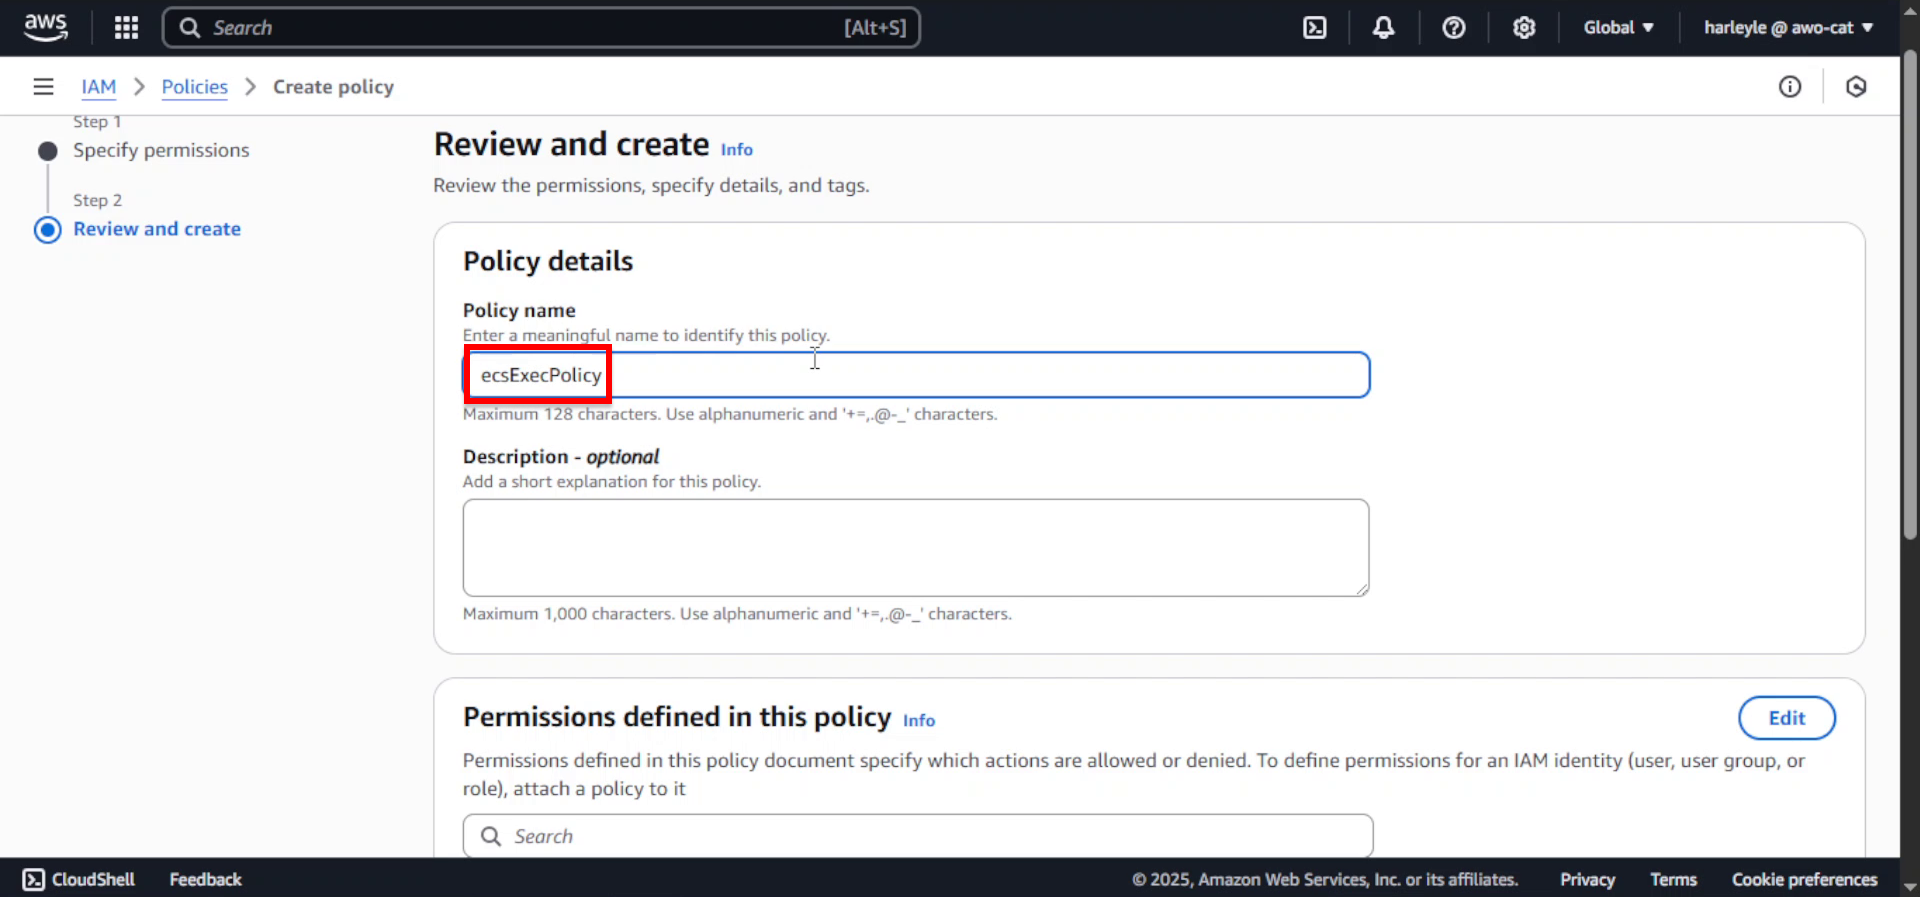 aws
Search
[Alt+S]
Global
harleyle @ awo-cat
IAM
Policies
Create policy
Step 1
Specify permissions
Step 2
Review and create
Review and create Info
Review the permissions, specify details, and tags.
Policy details
Policy name
Enter a meaningful name to identify this policy.
ecsExecPolicy
Maximum 128 characters. Use alphanumeric and '+=,.@-_' characters.
Description - optional
Add a short explanation for this policy.
Maximum 1,000 characters. Use alphanumeric and '+=,.@-_' characters.
Permissions defined in this policy Info
Edit
Permissions defined in this policy document specify which actions are allowed or denied. To define permissions for an IAM identity (user, user group, or
role), attach a policy to it
Search
CloudShell
Feedback
© 2025, Amazon Web Services, Inc. or its affiliates.
Privacy
Terms
Cookie preferences